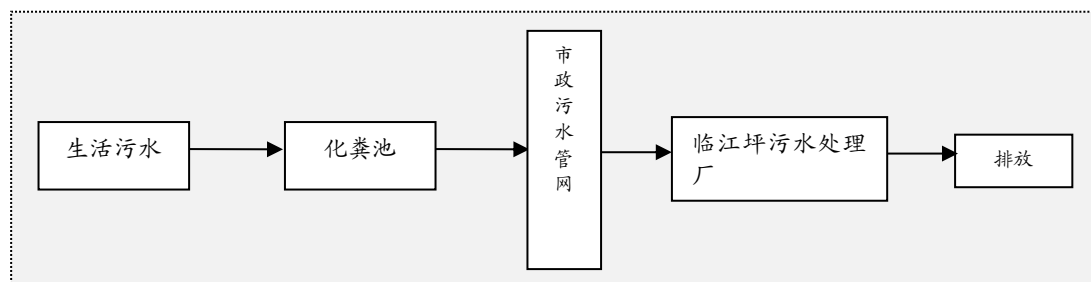 生活污水
化粪池
市政污水管网
临江坪污水处理
厂
排放